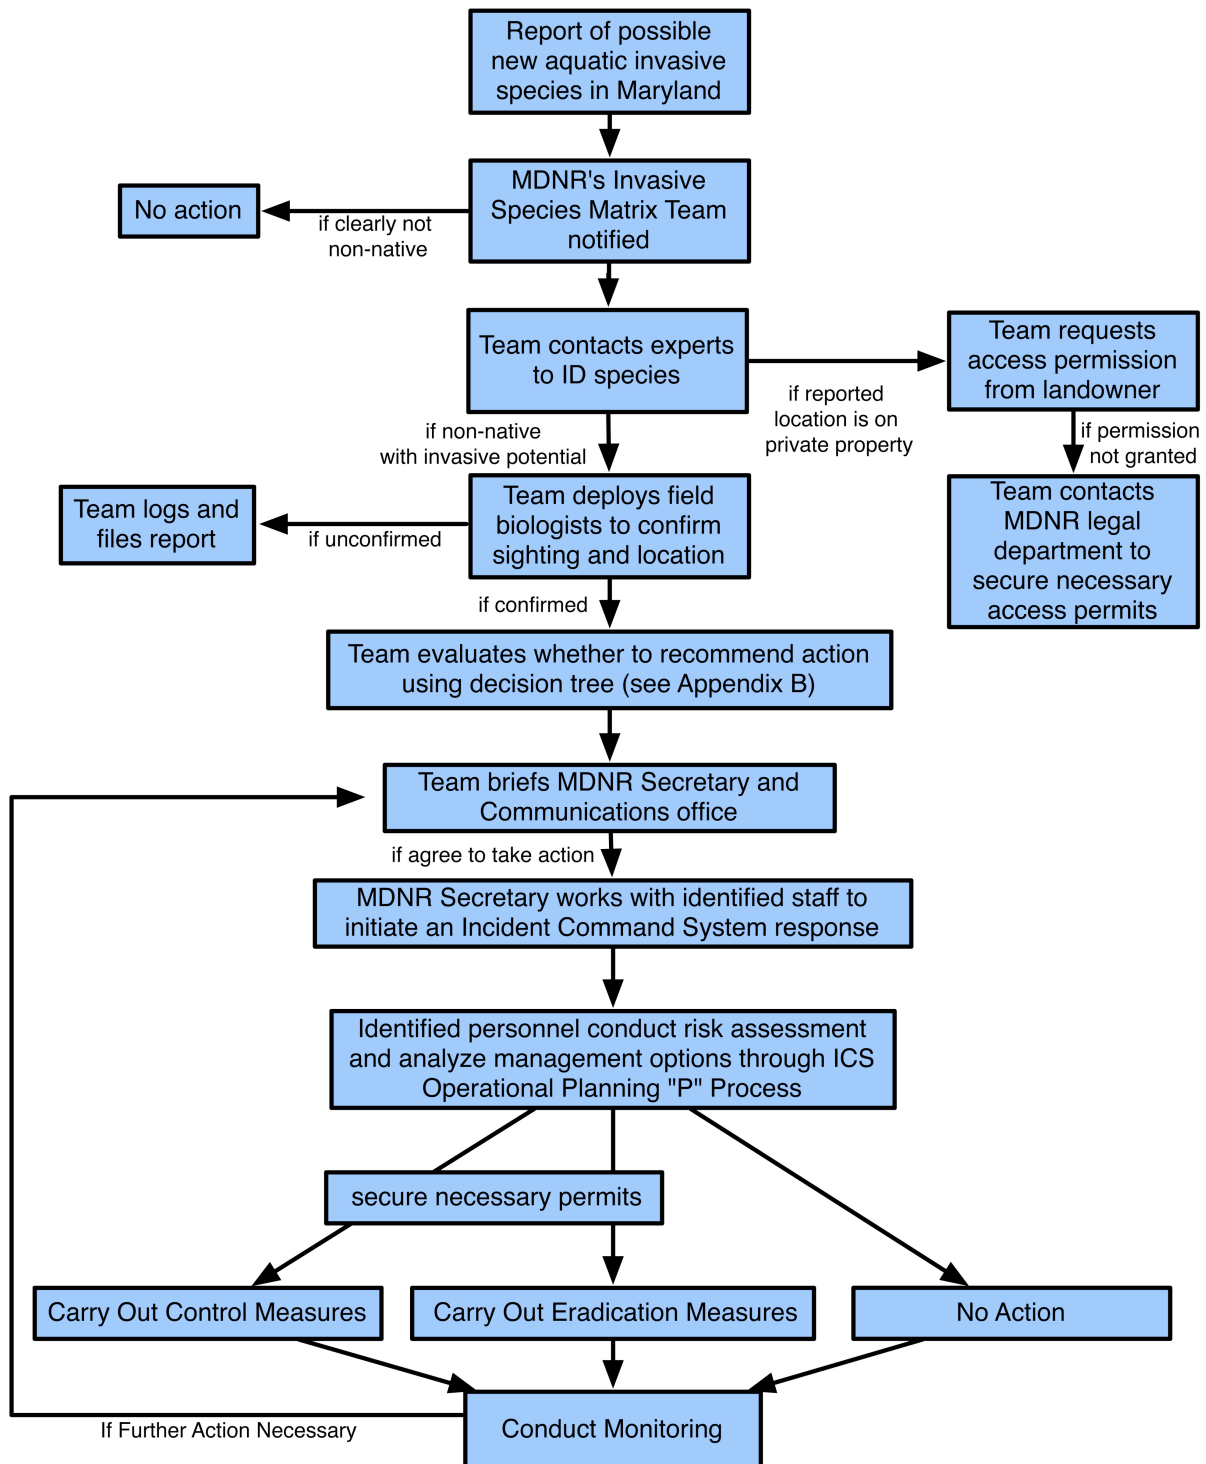 Report of possible
new aquatic invasive
species in Maryland
MDNR's Invasive
Species Matrix Team
notified
No action
if clearly not
non-native
Team contacts experts
to ID species
Team requests
access permission
from landowner
if reported
location is on
private property
if non-native
with invasive potential
if permission
not granted
Team deploys field
biologists to confirm
sighting and location
Team logs and
files report
if unconfirmed
Team contacts
MDNR legal
department to
secure necessary
access permits
if confirmed
Team evaluates whether to recommend action
using decision tree (see Appendix B)
Team briefs MDNR Secretary and
Communications office
if agree to take action
MDNR Secretary works with identified staff to
initiate an Incident Command System response
Identified personnel conduct risk assessment
and analyze management options through ICS
Operational Planning "P" Process
secure necessary permits
Carry Out Control Measures
Carry Out Eradication Measures
No Action
If Further Action Necessary
Conduct Monitoring